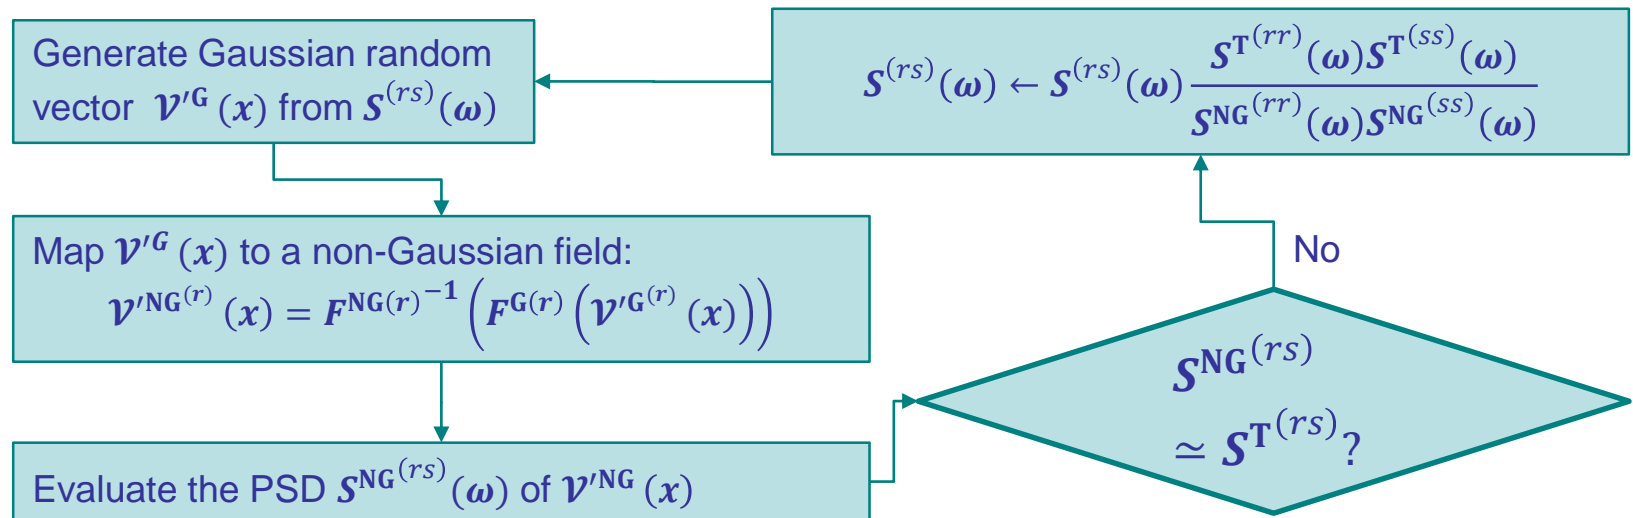 Generate Gaussian random
vector 𝓥′ᴳ(𝒙) from 𝑺⁽ʳˢ⁾(𝝎)
𝑺⁽ʳˢ⁾(𝝎) ← 𝑺⁽ʳˢ⁾(𝝎) 𝑺^𝐓^(𝑟𝑟)(𝝎)𝑺^𝐓^(𝑠𝑠)(𝝎) / 𝑺^𝐍𝐆^(𝑟𝑟)(𝝎)𝑺^𝐍𝐆^(𝑠𝑠)(𝝎)
Map 𝓥′ᴳ(𝒙) to a non-Gaussian field:
𝓥′^𝐍𝐆^(𝒓)(𝒙) = 𝑭^𝐍𝐆(𝒓)^−𝟏(𝑭^𝐆(𝒓)(𝓥′^𝐆^(𝒓)(𝒙)))
No
𝑺^𝐍𝐆^(𝑟𝑠)
≃ 𝑺^𝐓^(𝑟𝑠)?
Evaluate the PSD 𝑺^𝐍𝐆^(𝑟𝑠)(𝝎) of 𝓥′^𝐍𝐆(𝒙)